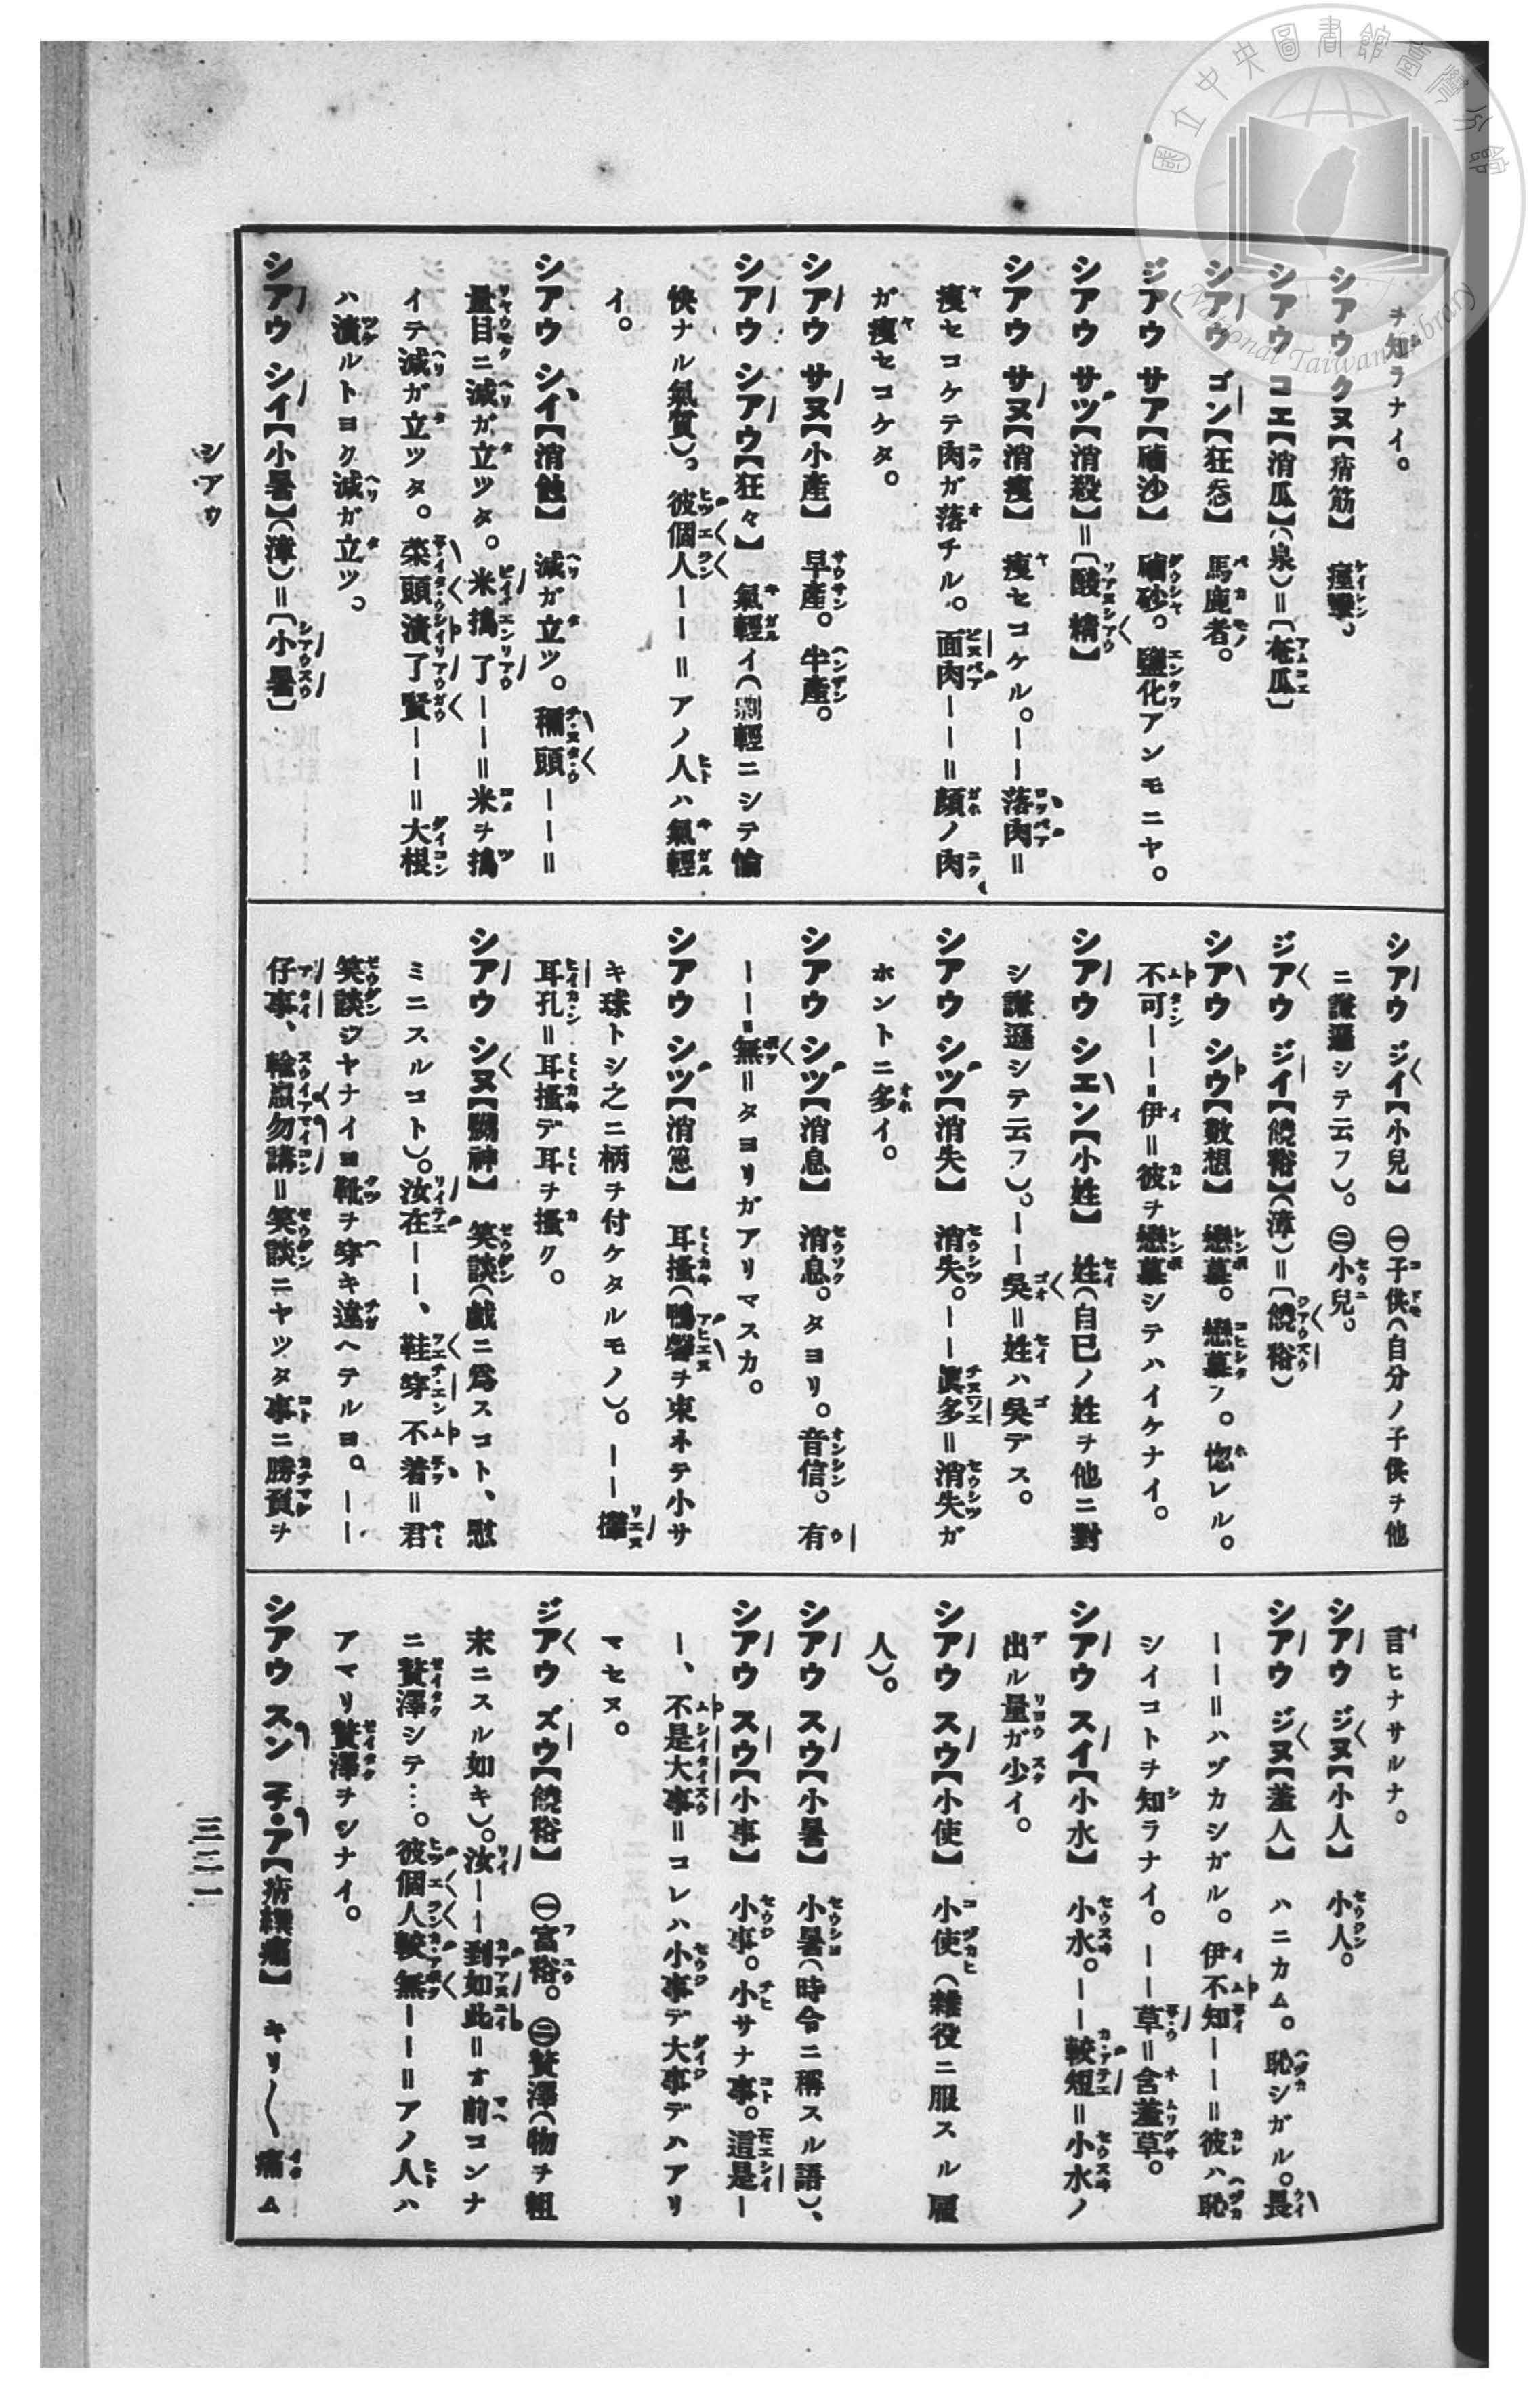 ヲ知ラナイ。
シアウ クヌ【痟筋】 痙攣。
シアウ コエ【消瓜】(泉)=〔菴瓜〕
シアウ ゴン【狂】 馬鹿者。
ジアウ サア【硇沙】 硇砂。鹽化アンモニヤ。
シアウ サツ【消殺】=〔酸精〕
シアウ サヌ【消瘦】 瘦セコケル。——落肉=
瘦セコケテ肉ガ落チル。面肉——=顏ノ肉
ガ瘦セコケタ。
シアウ サヌ【小產】 早產。半產。
シアウ シアウ【狂々】 氣輕イ(剽輕ニシテ愉
快ナル氣質)。彼個人——=アノ人ハ氣輕
イ。
シアウ シイ【消蝕】 減ガ立ツ。稱頭——=
量目ニ減ガ立ツタ。米搗了——=米ヲ搗
イテ減ガ立ツタ。菜頭漬了賢——=大根
ハ漬ルトヨク減ガ立ツ。
シアウ シイ【小暑】(漳)=〔小暑〕
シアウ ジイ【小兒】 ㊀子供(自分ノ子供ヲ他
ニ謙遜シテ云フ)。㊁小兒。
ジアウ ジイ【饒裕】(漳)=〔饒裕〕
シアウ シウ【數想】 戀慕。戀慕フ。惚レル。
不可——伊=彼ヲ戀慕シテハイケナイ。
シアウ シエン【小姓】 姓(自己ノ姓ヲ他ニ對
シ謙遜シテ云フ)。——吳=姓ハ吳デス。
シアウ シツ【消失】 消失。——眞多=消失ガ
ホントニ多イ。
シアウ シツ【消息】 消息。タヨリ。音信。有
——無=タヨリガアリマスカ。
シアウ シツ【消】 耳搔(鴨ヲ束ネテ小サ
キ球トシ之ニ柄ヲ付ケタルモノ)。——
耳孔=耳搔デ耳ヲ搔ク。
シアウ シヌ【神】 笑談(戲ニ爲スコト、慰
ミニスルコト)。汝在——、鞋穿不着=君
笑談ジヤナイヨ靴ヲ穿キ違ヘテルヨ。——
仔事、輸贏勿講=笑談ニヤツタ事ニ勝負ヲ
言ヒナサルナ。
シアウ ジヌ【小人】 小人。
シアウ ジヌ【羞人】 ハニカム。恥シガル。畏
——=ハヅカシガル。伊不知——=彼ハ恥
シイコトヲ知ラナイ。——草=含羞草。
シアウ スイ【小水】 小水。——較短=小水ノ
出ル量ガ少イ。
シアウ スウ【小使】 小使(雜役ニ服スル雇
人)。
シアウ スウ【小暑】 小暑(時令ニ稱スル語)、
シアウ スウ【小事】 小事。小サナ事。這是—
—、不是大事=コレハ小事デ大事デハアリ
マセヌ。
ジアウ ズウ【饒裕】 ㊀富裕。㊁贅澤(物ヲ粗
末ニスル如キ)。汝——到如此=オ前コンナ
ニ贅澤シテ…。彼個人較無——=アノ人ハ
アマリ贅澤ヲシナイ。
シアウ スン チ・ア【痟痛】 キリ〱痛ム
シアウ
三三一
國立中央圖書館臺灣分館
National Taiwan Library